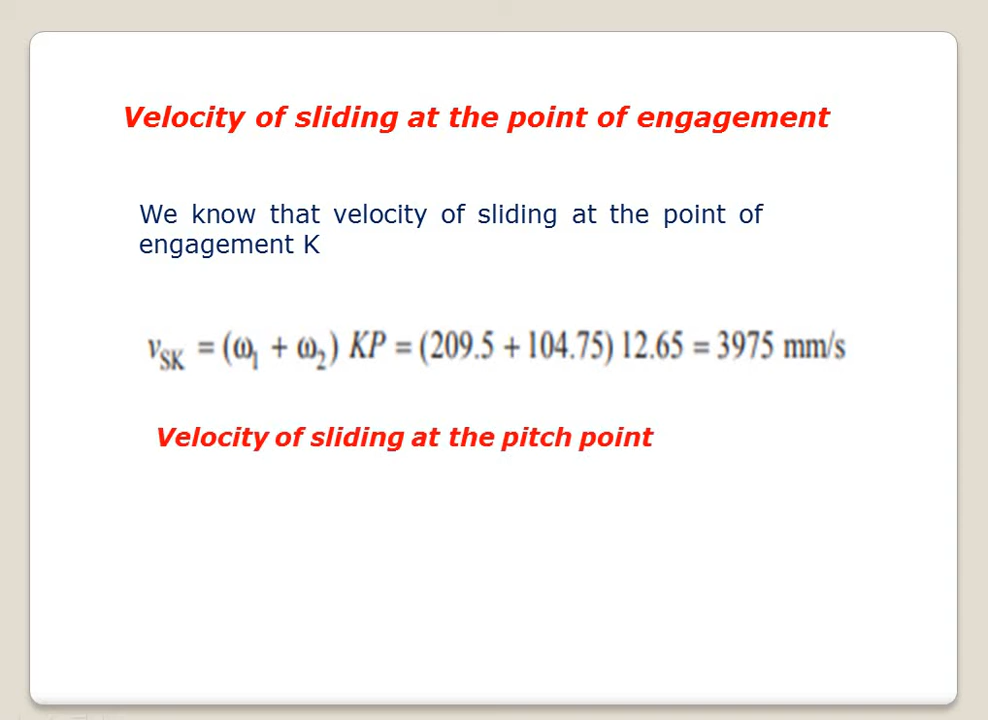 Velocity of sliding at the point of engagement
We know that velocity of sliding at the point of
engagement K
v_SK = (ω₁ + ω₂) KP = (209.5 + 104.75) 12.65 = 3975 mm/s
Velocity of sliding at the pitch point